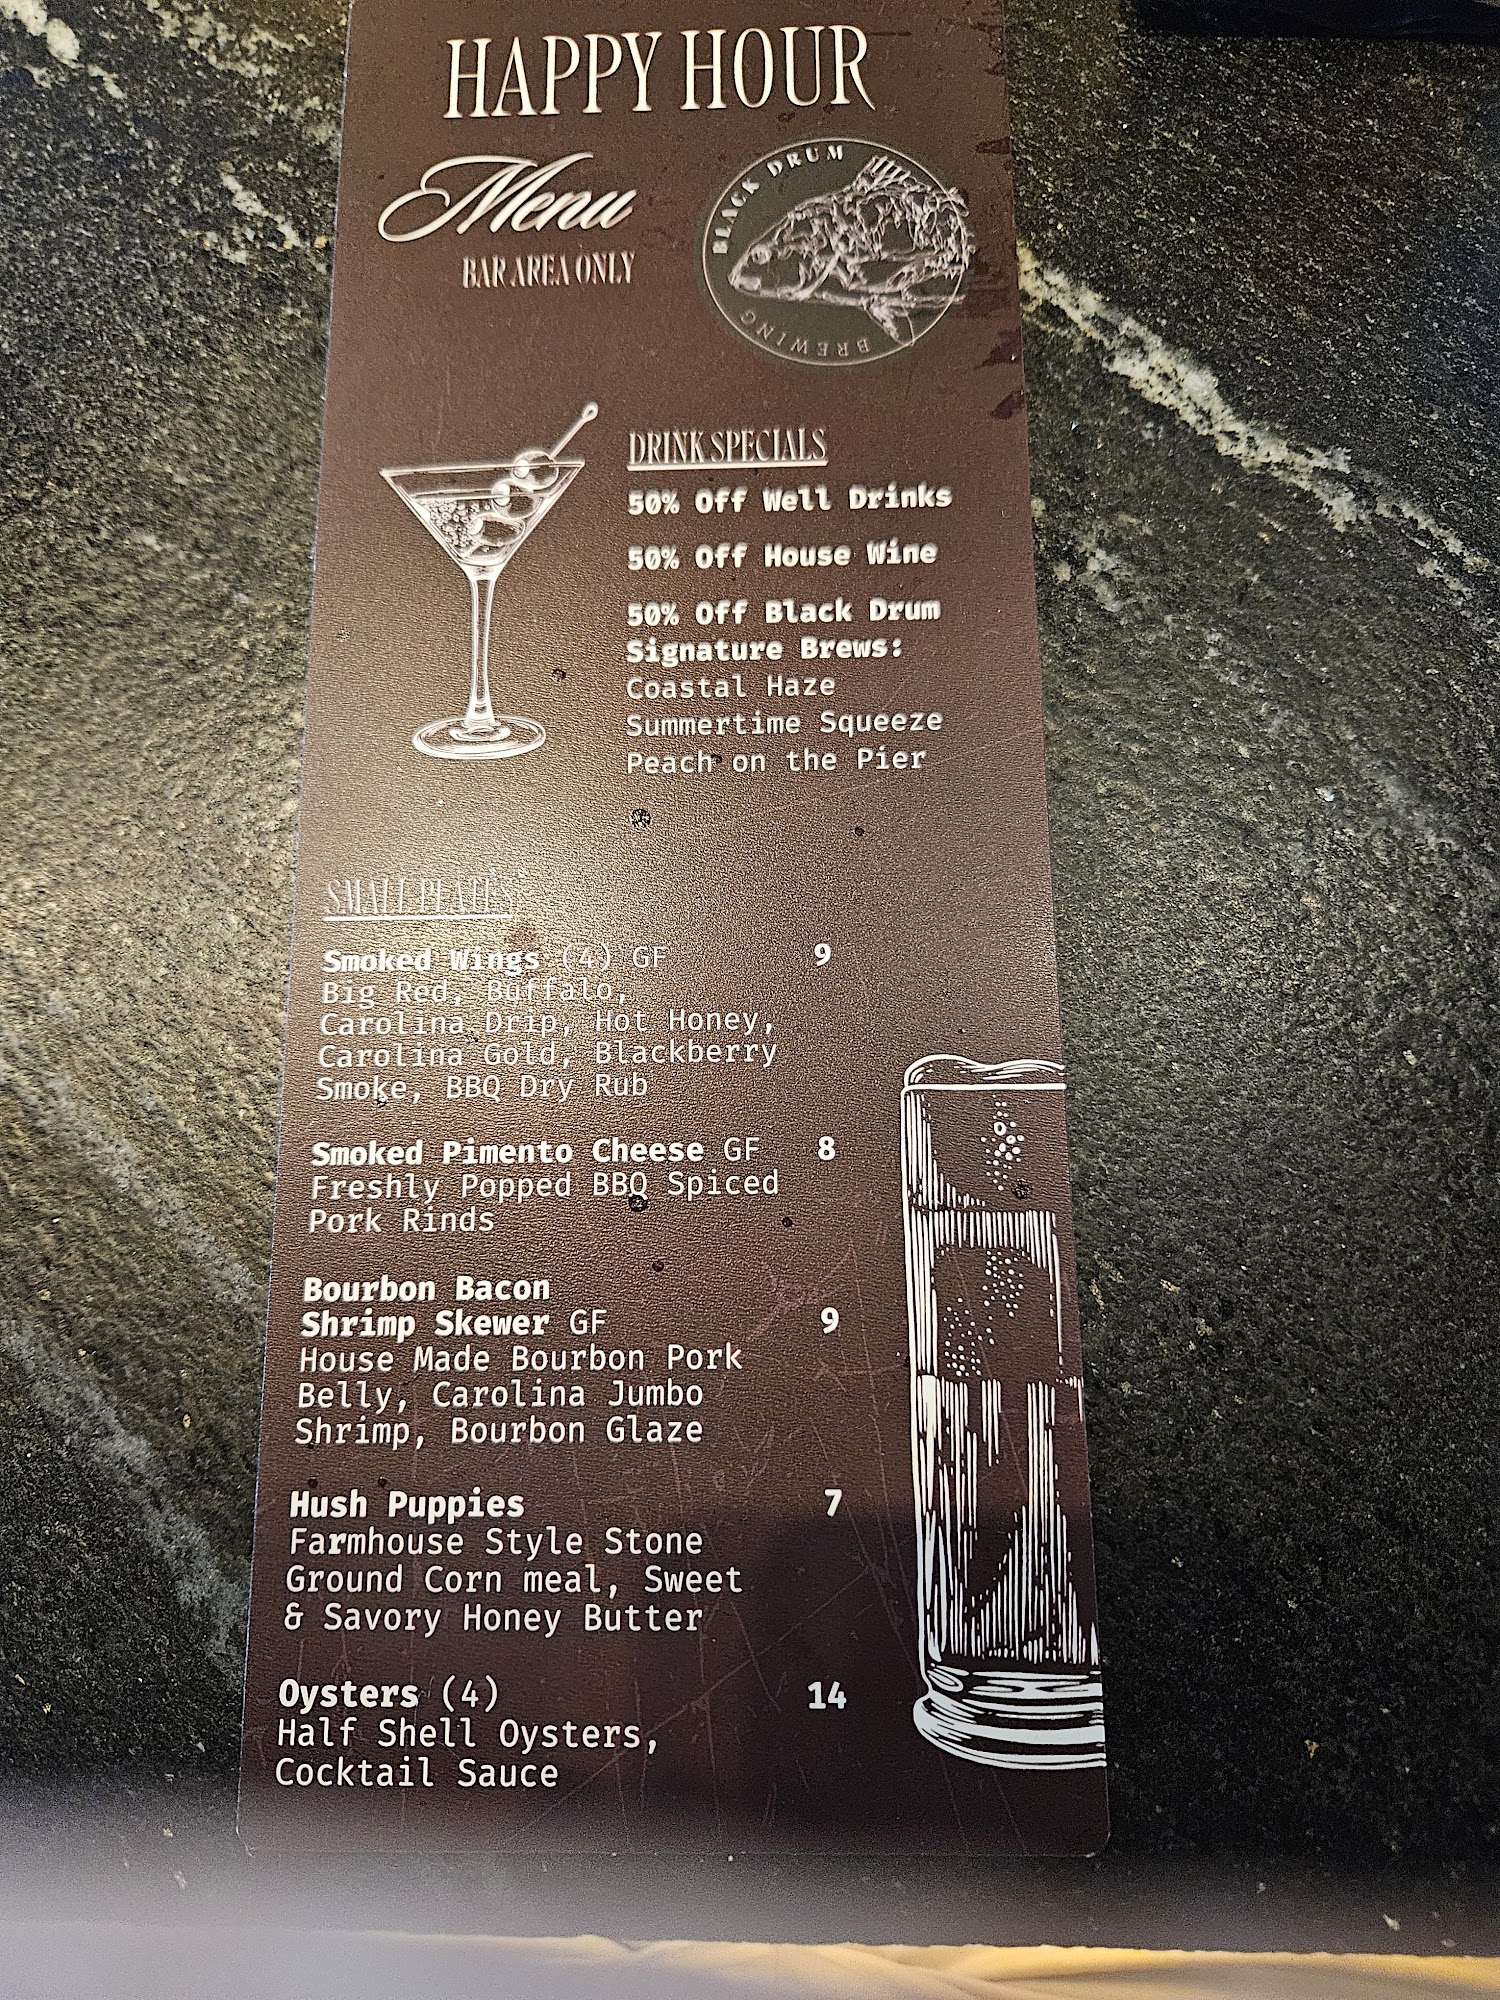 HAPPY HOUR
Menu
BAR AREA ONLY
BLACK DRUM
BREWING
DRINK SPECIALS
50% Off Well Drinks
50% Off House Wine
50% Off Black Drum
Signature Brews:
Coastal Haze
Summertime Squeeze
Peach on the Pier
SMALL PLATES
Smoked Wings (4) GF 9
Big Red, Buffalo,
Carolina Drip, Hot Honey,
Carolina Gold, Blackberry
Smoke, BBQ Dry Rub
Smoked Pimento Cheese GF 8
Freshly Popped BBQ Spiced
Pork Rinds
Bourbon Bacon
Shrimp Skewer GF 9
House Made Bourbon Pork
Belly, Carolina Jumbo
Shrimp, Bourbon Glaze
Hush Puppies 7
Farmhouse Style Stone
Ground Corn meal, Sweet
& Savory Honey Butter
Oysters (4) 14
Half Shell Oysters,
Cocktail Sauce